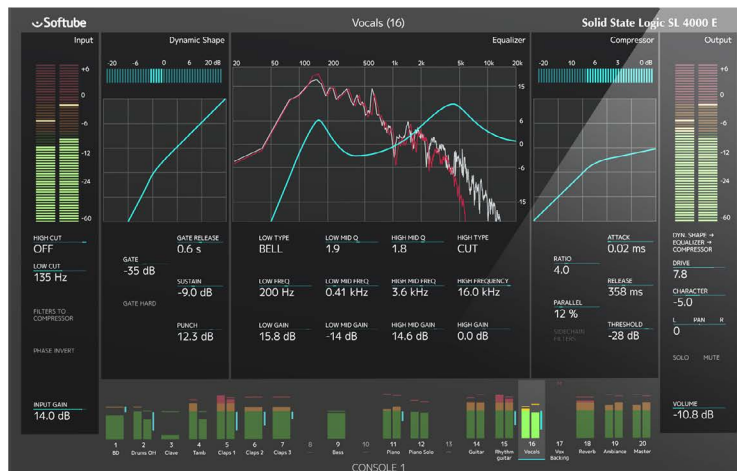 Softube
Vocals (16)
Solid State Logic SL 4000 E
Input
Dynamic Shape
Equalizer
Compressor
Output
+6
0
-6
-12
-24
-60
-20 -6 0 6 20 dB
20 50 100 200 500 1k 2k 5k 10k 20k
15
6
0
-6
-15
-20 10 6 3 0 dB
+6
0
-6
-12
-24
-60
HIGH CUT
OFF
LOW CUT
135 Hz
FILTERS TO
COMPRESSOR
PHASE INVERT
INPUT GAIN
14.0 dB
GATE RELEASE
0.6 s
GATE
-35 dB
SUSTAIN
-9.0 dB
GATE HARD
PUNCH
12.3 dB
LOW TYPE
BELL
LOW MID Q
1.9
HIGH MID Q
1.8
HIGH TYPE
CUT
LOW FREQ
200 Hz
LOW MID FREQ
0.41 kHz
HIGH MID FREQ
3.6 kHz
HIGH FREQUENCY
16.0 kHz
LOW GAIN
15.8 dB
LOW MID GAIN
-14 dB
HIGH MID GAIN
14.6 dB
HIGH GAIN
0.0 dB
ATTACK
0.02 ms
RATIO
4.0
RELEASE
358 ms
PARALLEL
12 %
THRESHOLD
-28 dB
SIDECHAIN
FILTERS
DYN. SHAPE →
EQUALIZER →
COMPRESSOR
DRIVE
7.8
CHARACTER
-5.0
L PAN R
0
SOLO MUTE
VOLUME
-10.8 dB
1 2 3 4 5 6 7 8 9 10 11 12 13 14 15 16 17 18 19 20
BD Drums OH Clave Tamb Claps 1 Claps 2 Claps 3 -- Bass -- Piano Piano Solo -- Guitar Rhythm guitar Vocals Vox Backing Reverb Ambiance Master
CONSOLE 1